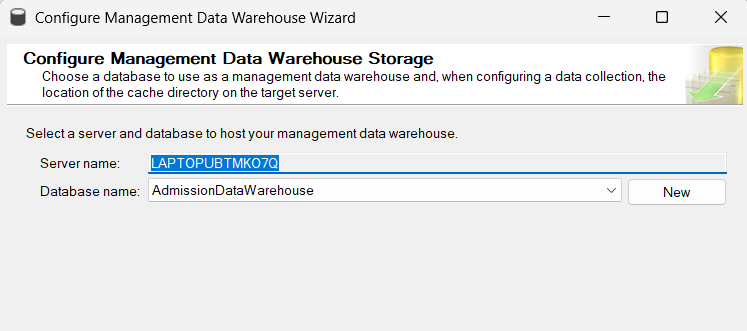 Configure Management Data Warehouse Wizard
Configure Management Data Warehouse Storage
Choose a database to use as a management data warehouse and, when configuring a data collection, the
location of the cache directory on the target server.
Select a server and database to host your management data warehouse.
Server name: LAPTOPUBTMKO7Q
Database name: AdmissionDataWarehouse New